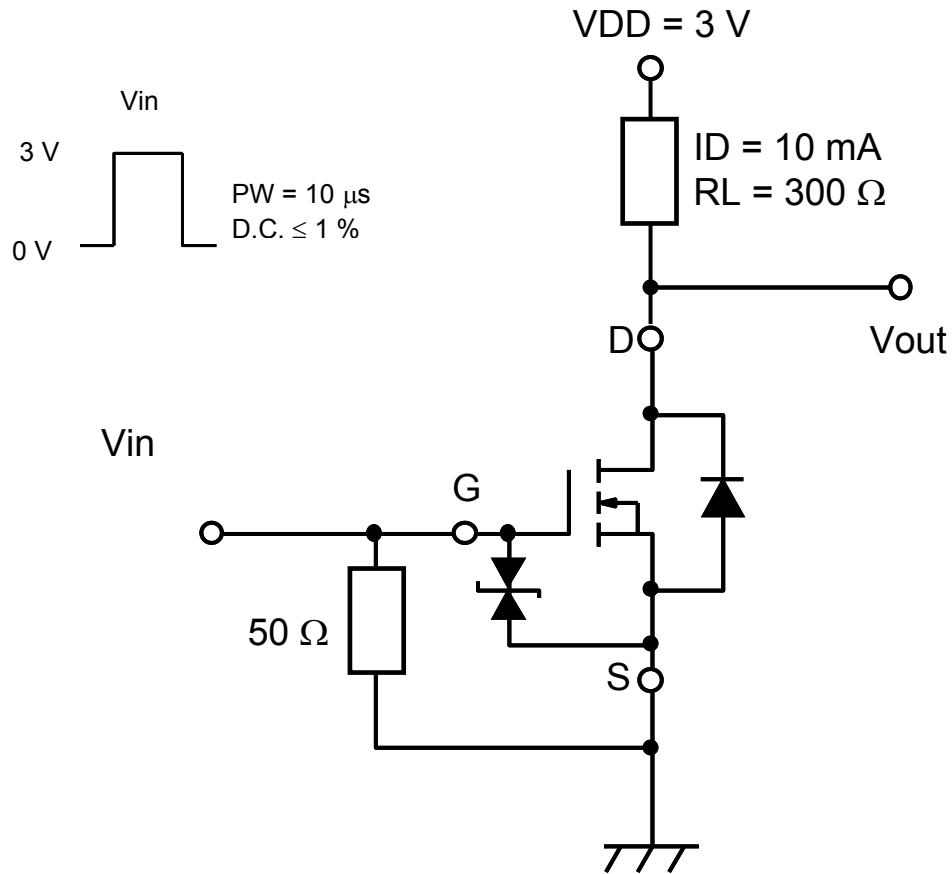 VDD = 3 V
Vin
3 V
ID = 10 mA
RL = 300 Ω
PW = 10 μs
D.C. ≤ 1 %
0 V
D
Vout
Vin
G
50 Ω
S